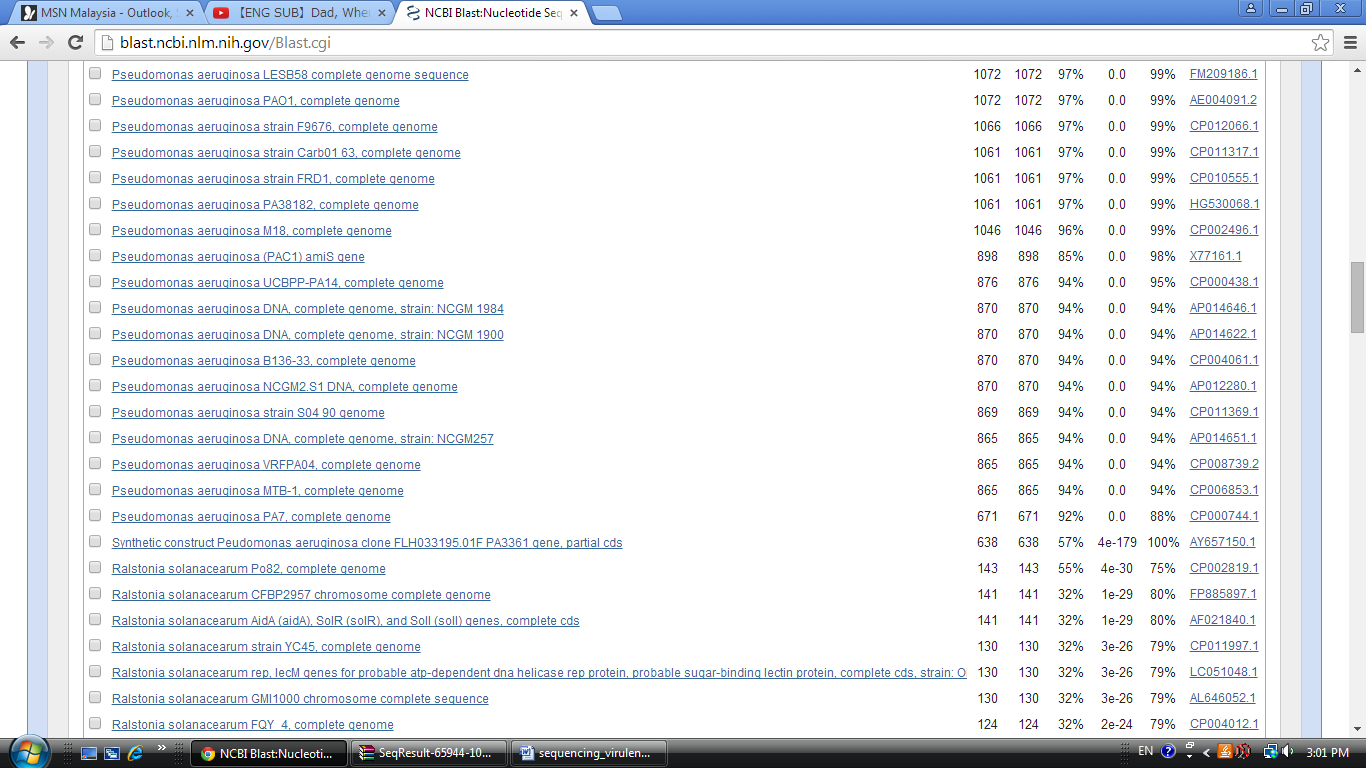 MSN Malaysia - Outlook,
【ENG SUB】Dad, Whe
NCBI Blast:Nucleotide Seq
blast.ncbi.nlm.nih.gov/Blast.cgi
Pseudomonas aeruginosa LESB58 complete genome sequence 1072 1072 97% 0.0 99% FM209186.1
Pseudomonas aeruginosa PAO1, complete genome 1072 1072 97% 0.0 99% AE004091.2
Pseudomonas aeruginosa strain F9676, complete genome 1066 1066 97% 0.0 99% CP012066.1
Pseudomonas aeruginosa strain Carb01 63, complete genome 1061 1061 97% 0.0 99% CP011317.1
Pseudomonas aeruginosa strain FRD1, complete genome 1061 1061 97% 0.0 99% CP010555.1
Pseudomonas aeruginosa PA38182, complete genome 1061 1061 97% 0.0 99% HG530068.1
Pseudomonas aeruginosa M18, complete genome 1046 1046 96% 0.0 99% CP002496.1
Pseudomonas aeruginosa (PAC1) amiS gene 898 898 85% 0.0 98% X77161.1
Pseudomonas aeruginosa UCBPP-PA14, complete genome 876 876 94% 0.0 95% CP000438.1
Pseudomonas aeruginosa DNA, complete genome, strain: NCGM 1984 870 870 94% 0.0 94% AP014646.1
Pseudomonas aeruginosa DNA, complete genome, strain: NCGM 1900 870 870 94% 0.0 94% AP014622.1
Pseudomonas aeruginosa B136-33, complete genome 870 870 94% 0.0 94% CP004061.1
Pseudomonas aeruginosa NCGM2.S1 DNA, complete genome 870 870 94% 0.0 94% AP012280.1
Pseudomonas aeruginosa strain S04 90 genome 869 869 94% 0.0 94% CP011369.1
Pseudomonas aeruginosa DNA, complete genome, strain: NCGM257 865 865 94% 0.0 94% AP014651.1
Pseudomonas aeruginosa VRFPA04, complete genome 865 865 94% 0.0 94% CP008739.2
Pseudomonas aeruginosa MTB-1, complete genome 865 865 94% 0.0 94% CP006853.1
Pseudomonas aeruginosa PA7, complete genome 671 671 92% 0.0 88% CP000744.1
Synthetic construct Peudomonas aeruginosa clone FLH033195.01F PA3361 gene, partial cds 638 638 57% 4e-179 100% AY657150.1
Ralstonia solanacearum Po82, complete genome 143 143 55% 4e-30 75% CP002819.1
Ralstonia solanacearum CFBP2957 chromosome complete genome 141 141 32% 1e-29 80% FP885897.1
Ralstonia solanacearum AidA (aidA), SolR (solR), and SolI (solI) genes, complete cds 141 141 32% 1e-29 80% AF021840.1
Ralstonia solanacearum strain YC45, complete genome 130 130 32% 3e-26 79% CP011997.1
Ralstonia solanacearum rep, lecM genes for probable atp-dependent dna helicase rep protein, probable sugar-binding lectin protein, complete cds, strain: O 130 130 32% 3e-26 79% LC051048.1
Ralstonia solanacearum GMI1000 chromosome complete sequence 130 130 32% 3e-26 79% AL646052.1
Ralstonia solanacearum FQY_4, complete genome 124 124 32% 2e-24 79% CP004012.1
NCBI Blast:Nucleoti... SeqResult-65944-10... sequencing_virulen... EN 3:01 PM